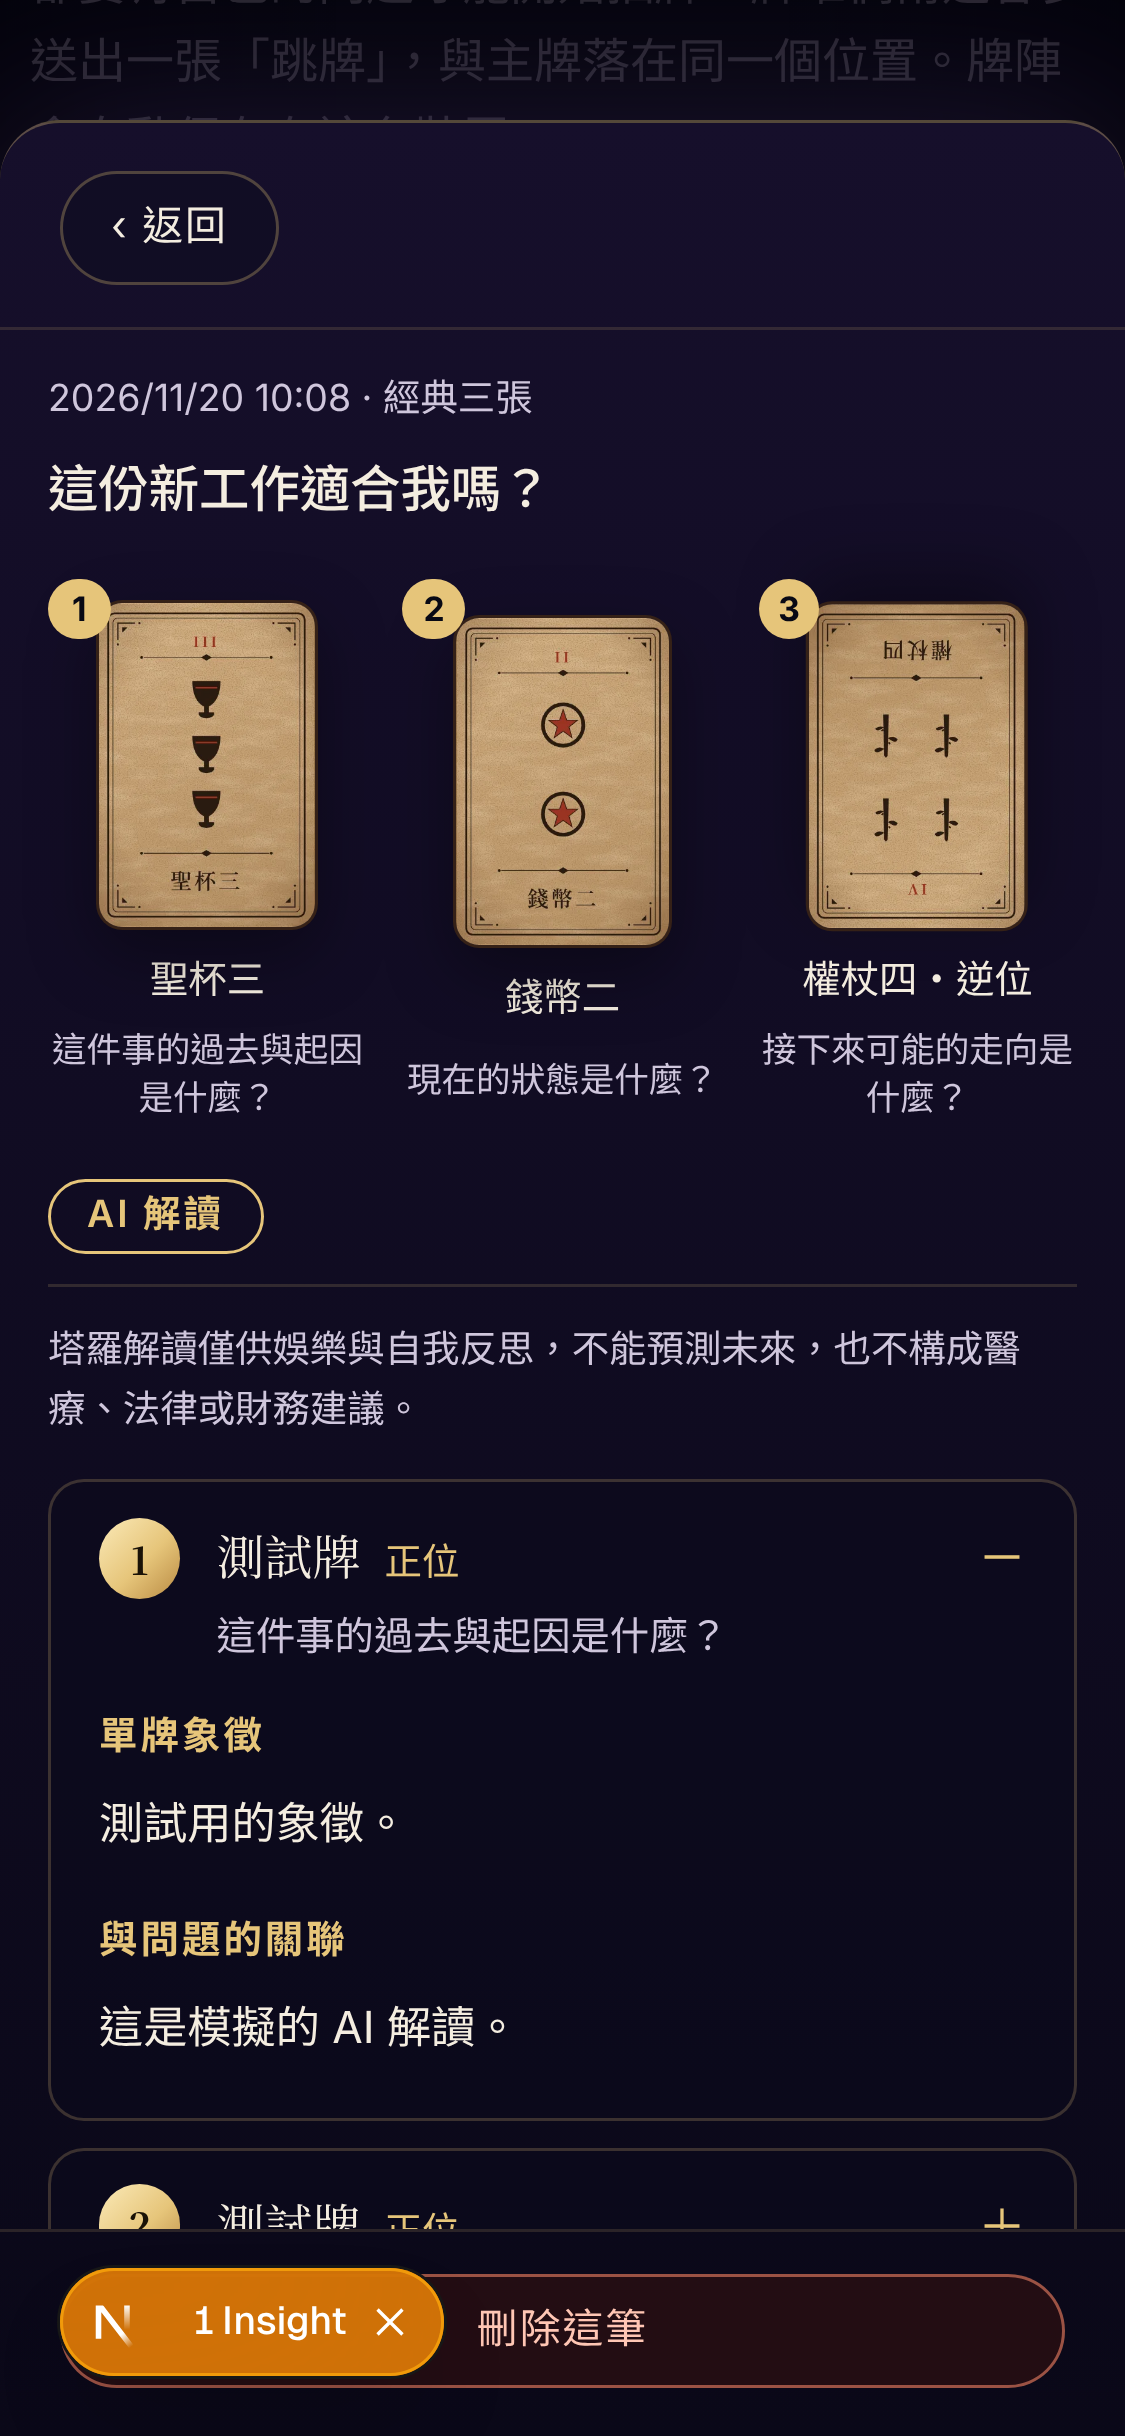 送出一張「跳牌」，與主牌落在同一個位置。牌陣
‹ 返回
2026/11/20 10:08 · 經典三張
這份新工作適合我嗎？
1
2
3
III
聖杯三
II
錢幣二
權杖四
IV
聖杯三
錢幣二
權杖四・逆位
這件事的過去與起因
是什麼？
現在的狀態是什麼？
接下來可能的走向是
什麼？
AI 解讀
塔羅解讀僅供娛樂與自我反思，不能預測未來，也不構成醫
療、法律或財務建議。
1 測試牌 正位
這件事的過去與起因是什麼？
單牌象徵
測試用的象徵。
與問題的關聯
這是模擬的 AI 解讀。
2 測試牌 正位
N 1 Insight
刪除這筆